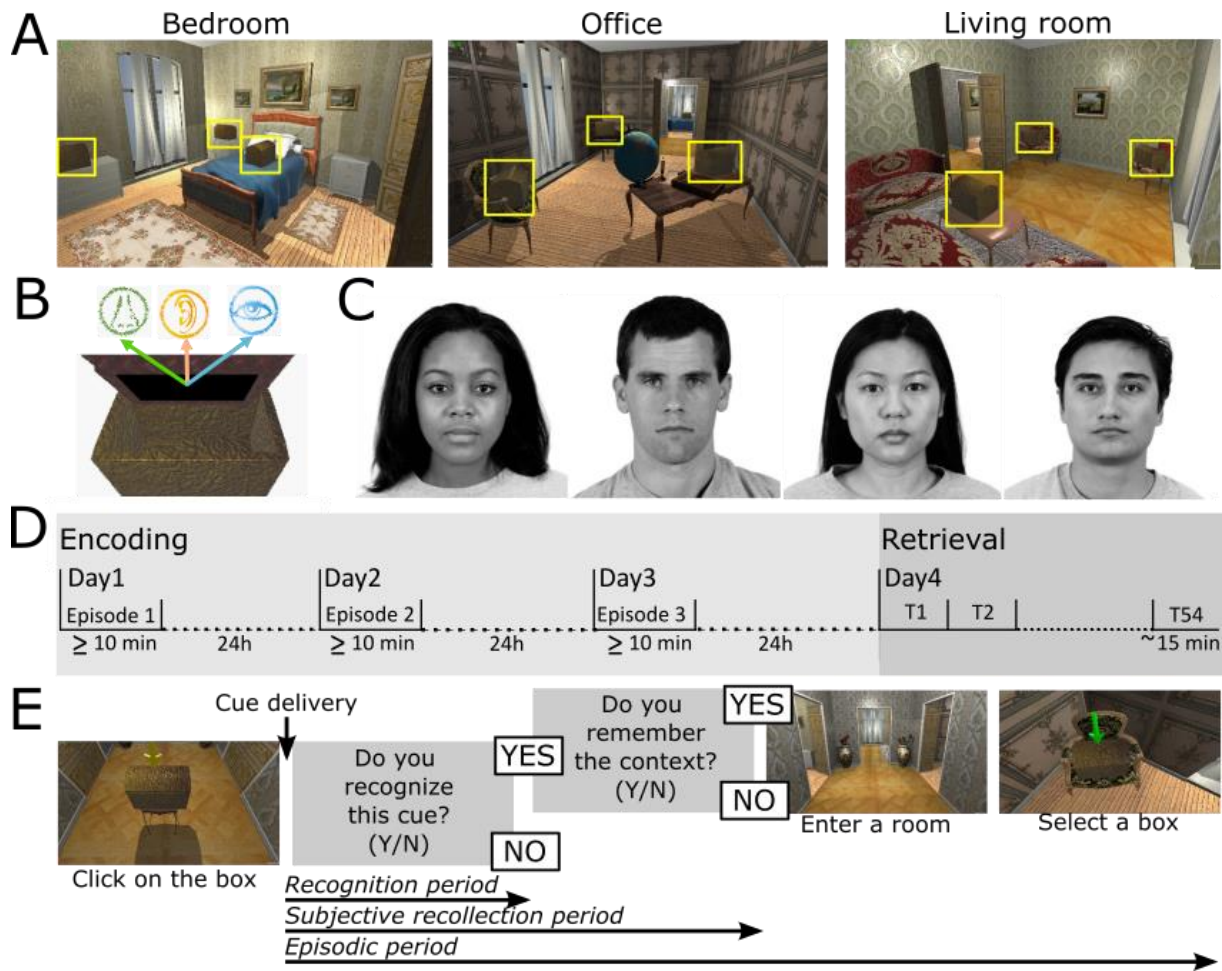 A
Bedroom
Office
Living room
B
C
D
Encoding
Retrieval
Day1
Day2
Day3
Day4
Episode 1
Episode 2
Episode 3
T1
T2
T54
≥ 10 min
24h
≥ 10 min
24h
≥ 10 min
24h
~15 min
E
Cue delivery
Click on the box
Do you
recognize
this cue?
(Y/N)
YES
NO
Do you
remember
the context?
(Y/N)
YES
NO
Enter a room
Select a box
Recognition period
Subjective recollection period
Episodic period